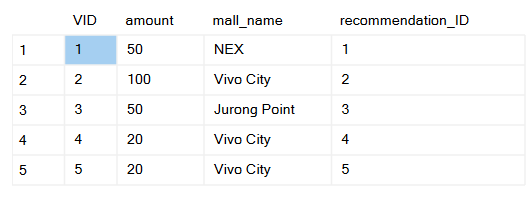 VID amount mall_name recommendation_ID
1 1 50 NEX 1
2 2 100 Vivo City 2
3 3 50 Jurong Point 3
4 4 20 Vivo City 4
5 5 20 Vivo City 5